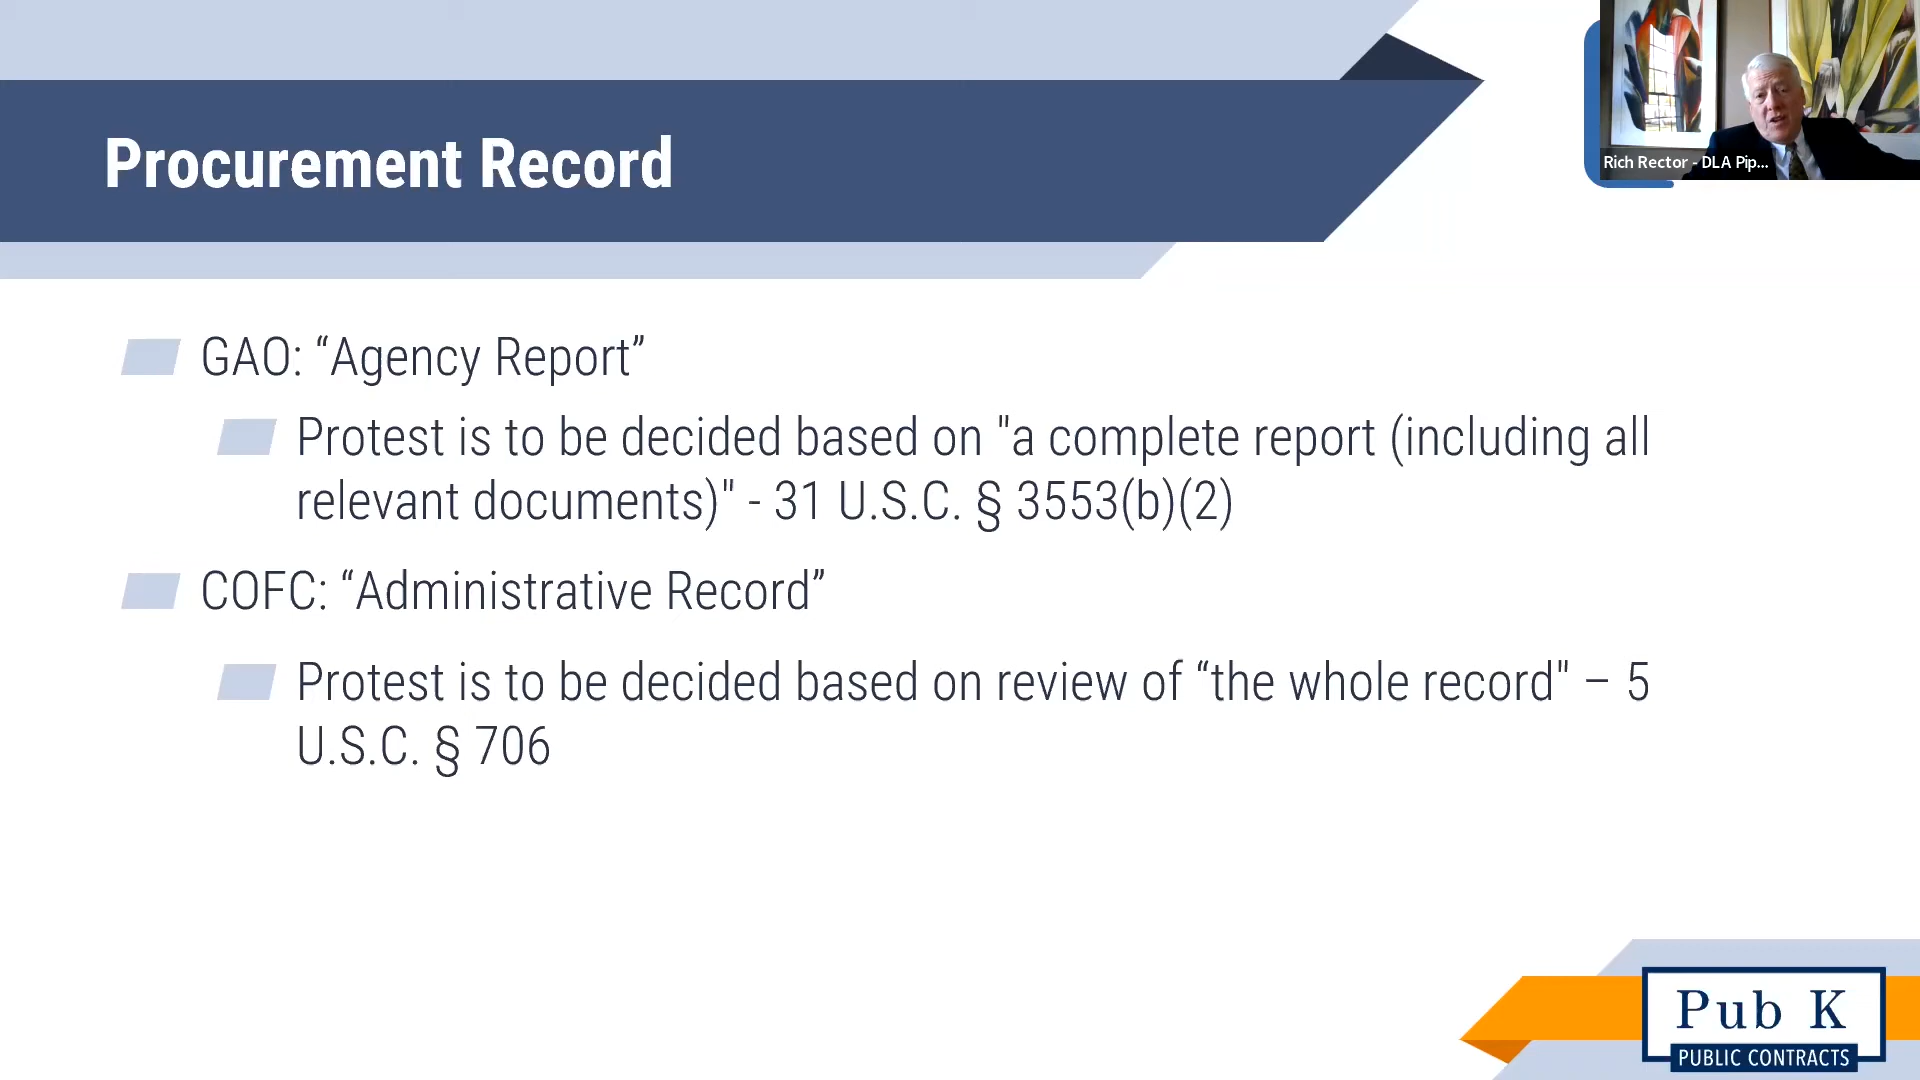 Procurement Record
Rich Rector - DLA Pip...
GAO: “Agency Report”
Protest is to be decided based on "a complete report (including all
relevant documents)" - 31 U.S.C. § 3553(b)(2)
COFC: “Administrative Record”
Protest is to be decided based on review of “the whole record" – 5
U.S.C. § 706
Pub K
PUBLIC CONTRACTS